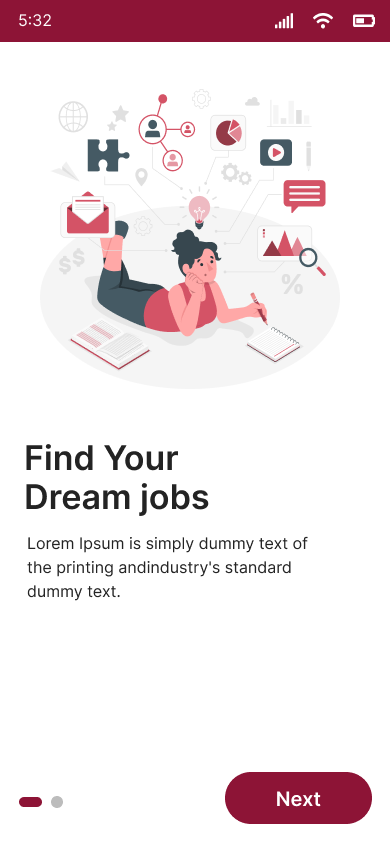 5:32
$$
%
Find Your
Dream jobs
Lorem Ipsum is simply dummy text of
the printing andindustry's standard
dummy text.
Next